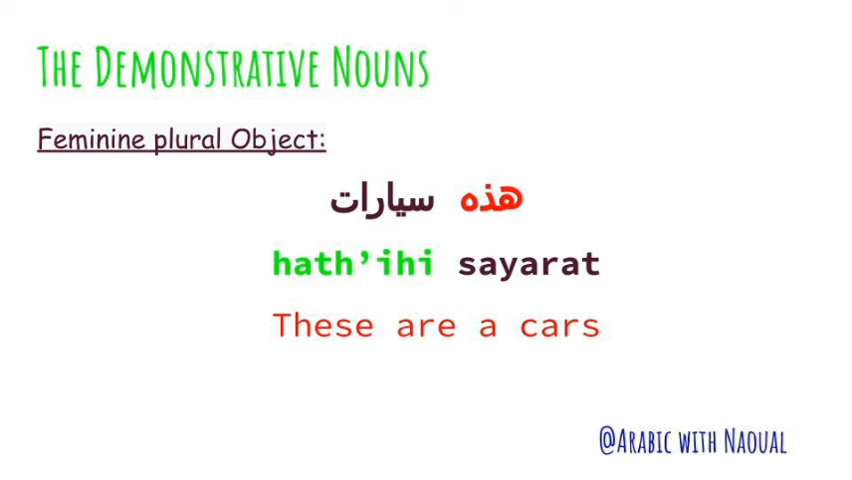 The Demonstrative Nouns
Feminine plural Object:
هذه سيارات
hath’ihi sayarat
These are a cars
@Arabic with Naoual